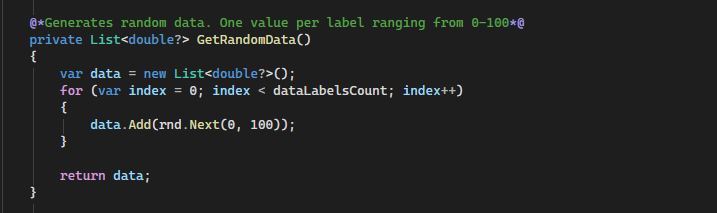 @*Generates random data. One value per label ranging from 0-100*@
private List<double?> GetRandomData()
{
    var data = new List<double?>();
    for (var index = 0; index < dataLabelsCount; index++)
    {
        data.Add(rnd.Next(0, 100));
    }

    return data;
}